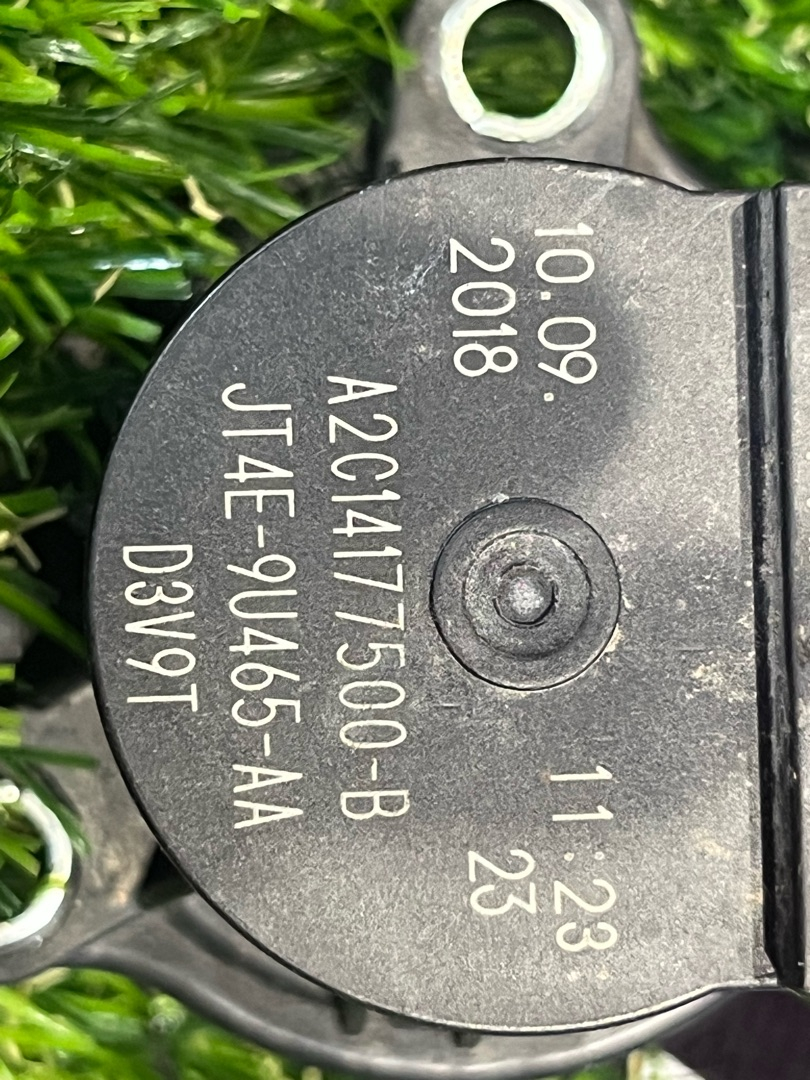 10.09. 11:23
2018 23
A2C14177500-B
JT4E-9U465-AA
D3V9T